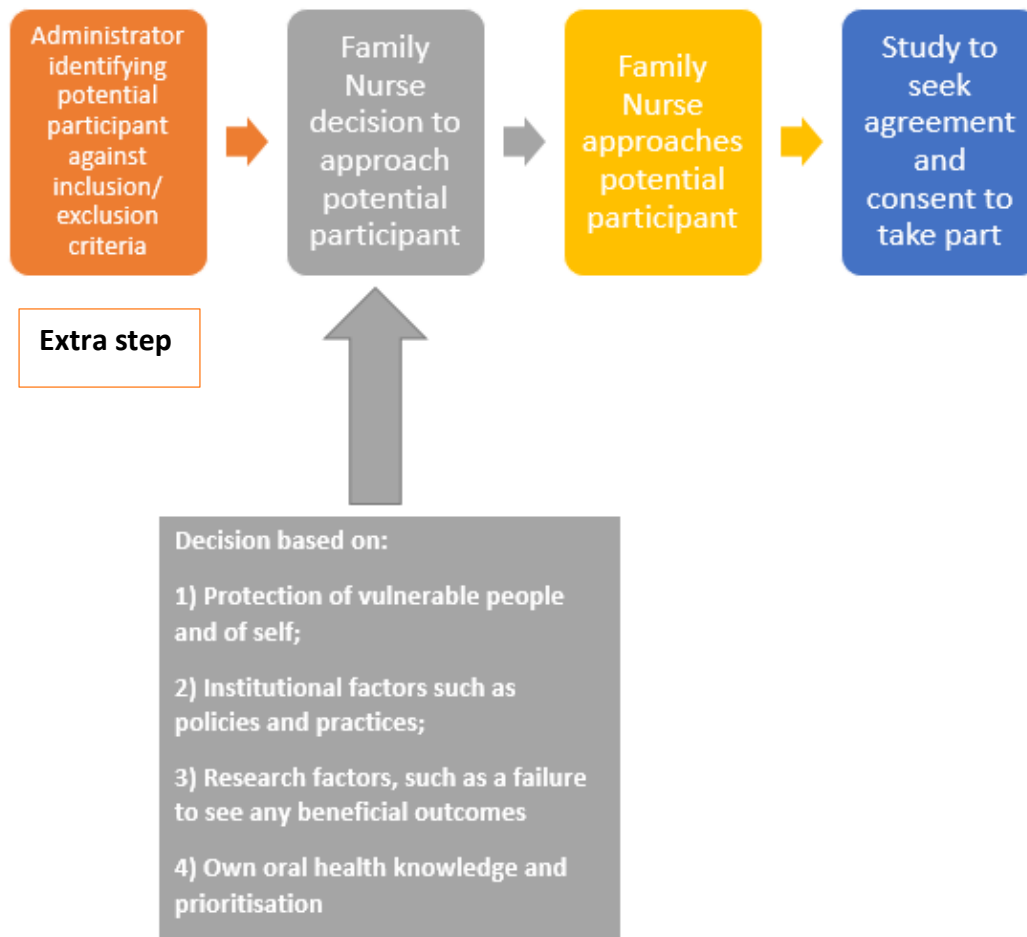 Administrator
identifying
potential
participant
against
inclusion/
exclusion
criteria
Family
Nurse
decision to
approach
potential
participant
Family
Nurse
approaches
potential
participant
Study to
seek
agreement
and
consent to
take part
Extra step
Decision based on:
1) Protection of vulnerable people
and of self;
2) Institutional factors such as
policies and practices;
3) Research factors, such as a failure
to see any beneficial outcomes
4) Own oral health knowledge and
prioritisation